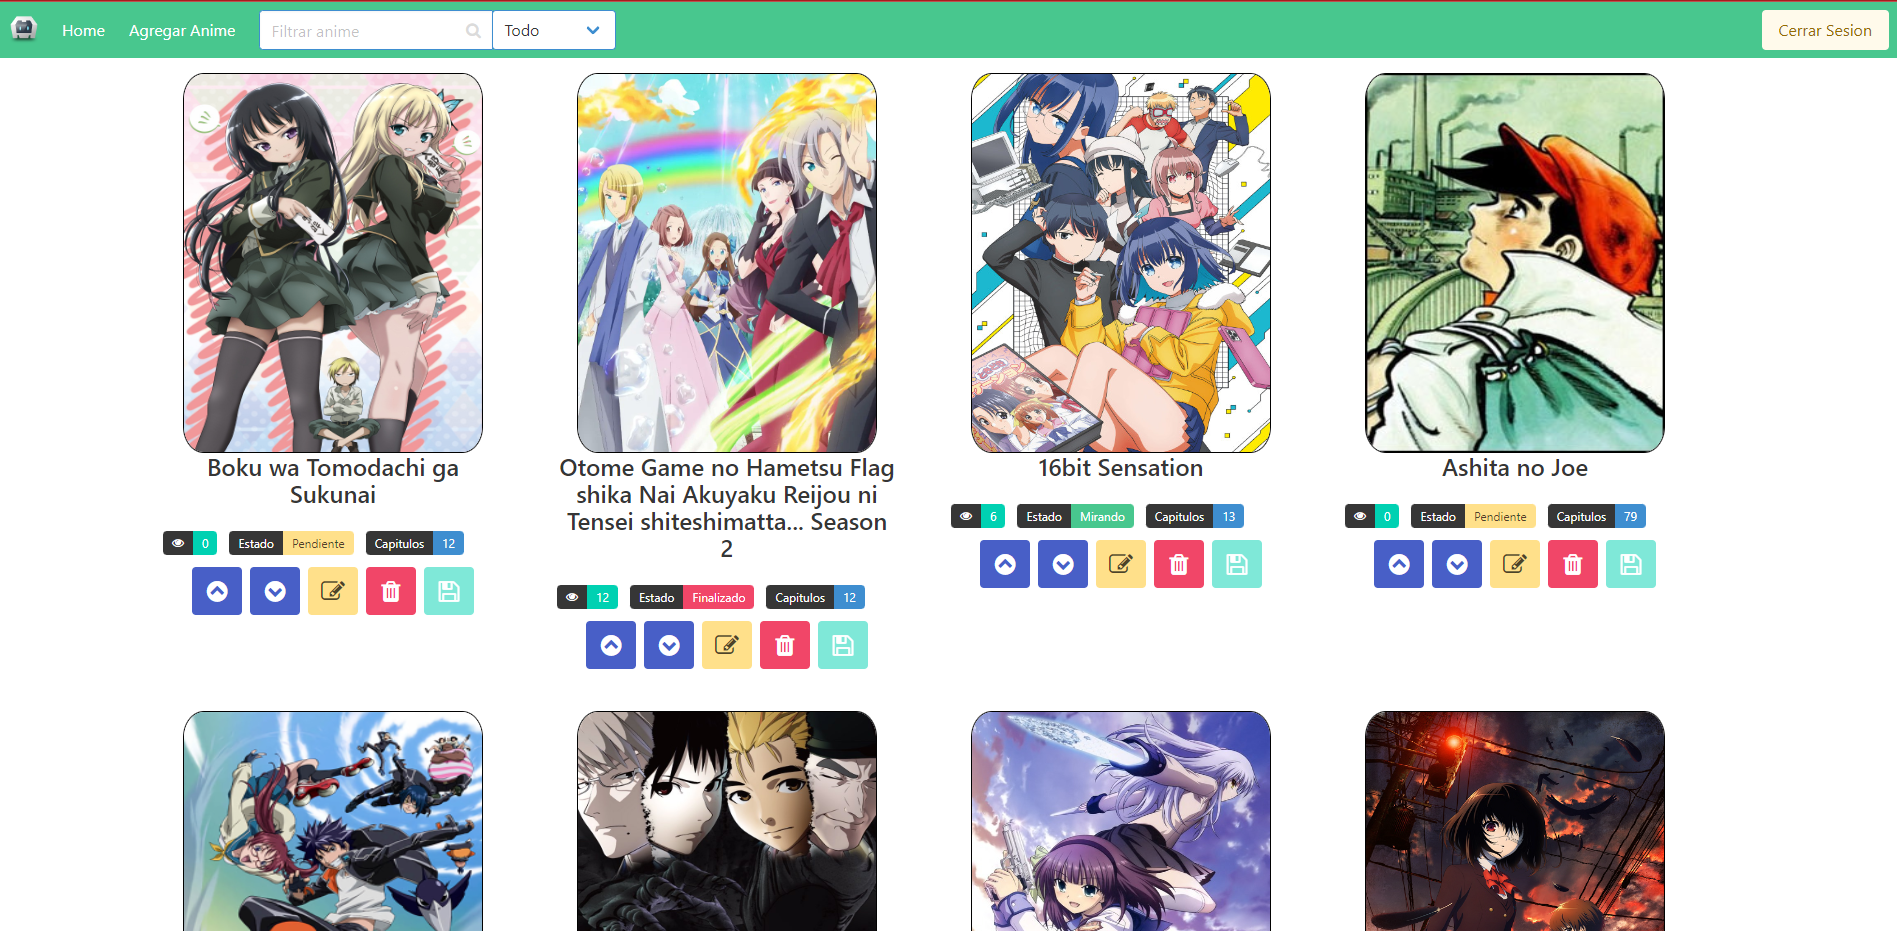 Home Agregar Anime Filtrar anime Todo Cerrar Sesion
Boku wa Tomodachi ga
Sukunai
0 Estado Pendiente Capitulos 12
Otome Game no Hametsu Flag
shika Nai Akuyaku Reijou ni
Tensei shiteshimatta... Season
2
12 Estado Finalizado Capitulos 12
16bit Sensation
6 Estado Mirando Capitulos 13
Ashita no Joe
0 Estado Pendiente Capitulos 79